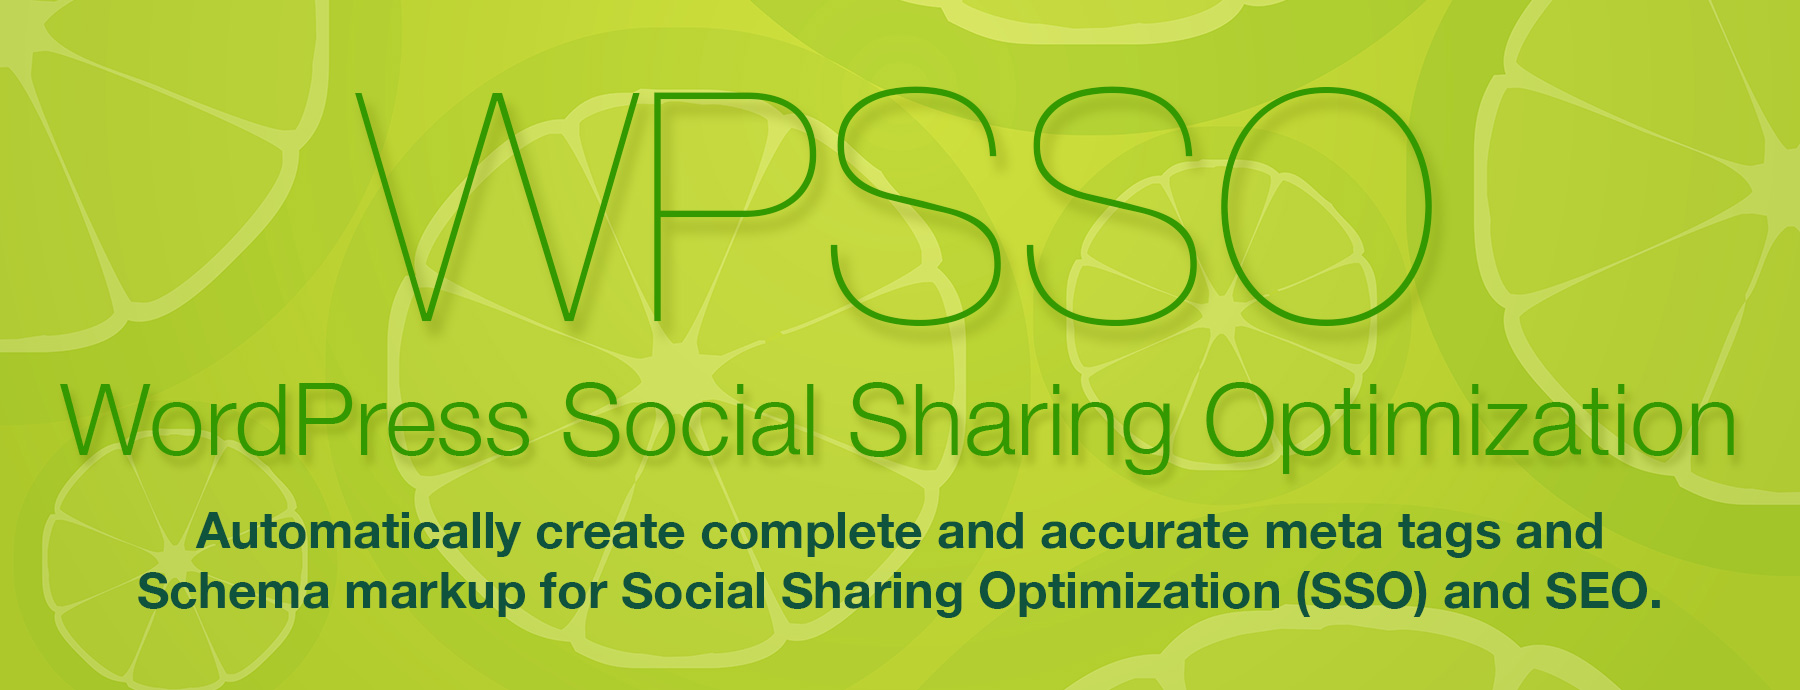 WPSSO
WordPress Social Sharing Optimization
Automatically create complete and accurate meta tags and
Schema markup for Social Sharing Optimization (SSO) and SEO.